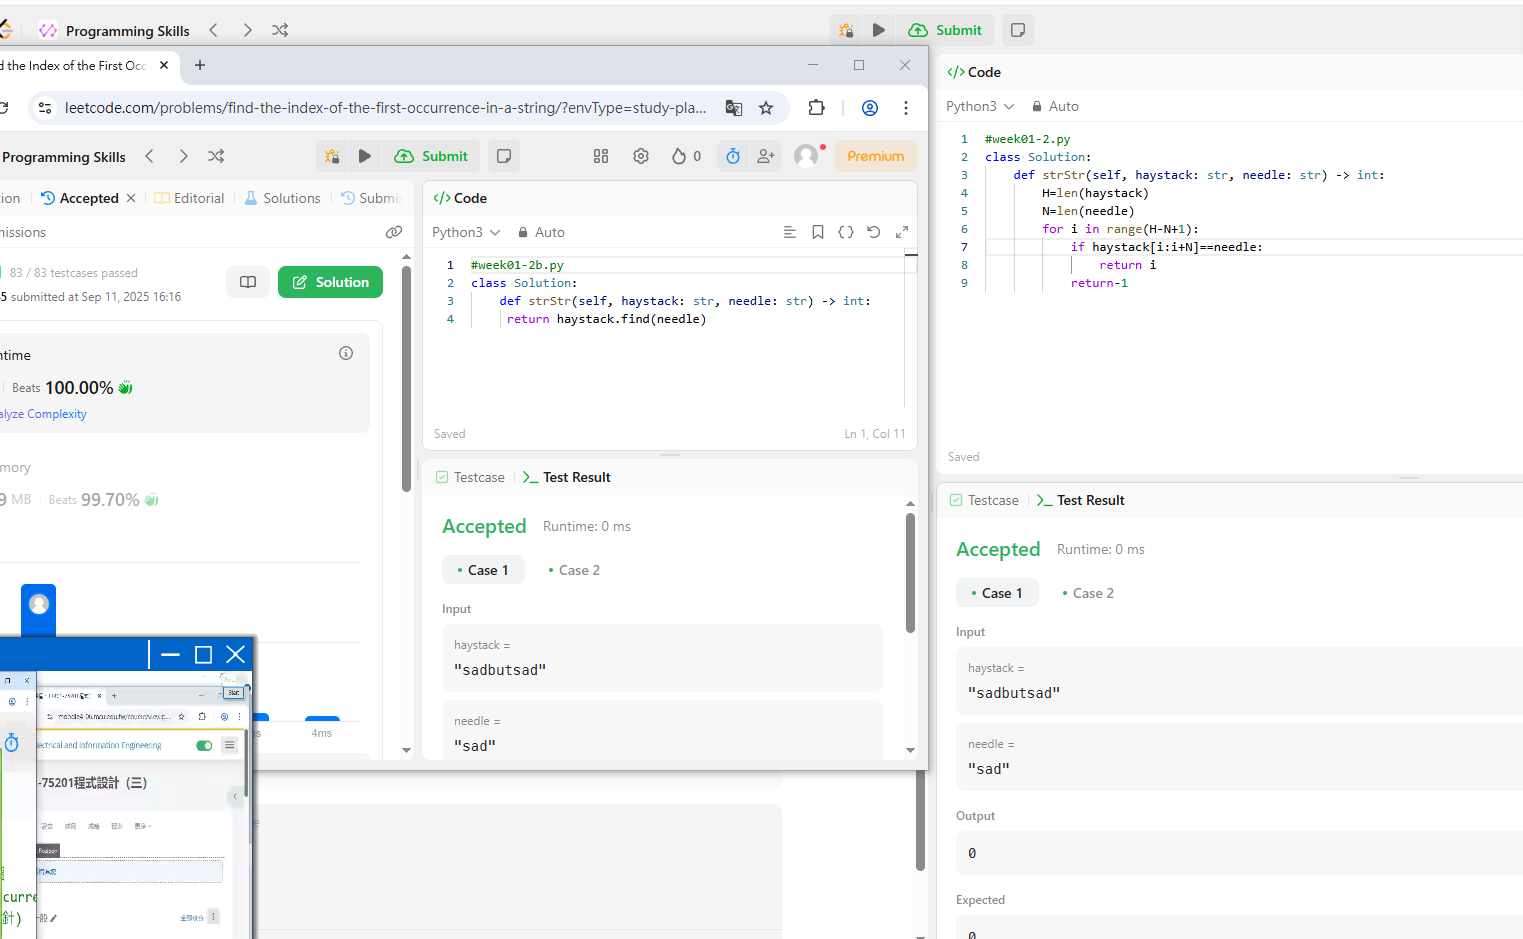 Programming Skills
Submit
d the Index of the First Occ
leetcode.com/problems/find-the-index-of-the-first-occurrence-in-a-string/?envType=study-pla...
Programming Skills
Submit
0
Premium
tion
Accepted
Editorial
Solutions
Submis
missions
83 / 83 testcases passed
5 submitted at Sep 11, 2025 16:16
Solution
ntime
Beats 100.00%
alyze Complexity
mory
9 MB
Beats 99.70%
4ms
Code
Python3
Auto
1 #week01-2b.py
2 class Solution:
3 def strStr(self, haystack: str, needle: str) -> int:
4 return haystack.find(needle)
Saved
Ln 1, Col 11
Testcase
Test Result
Accepted
Runtime: 0 ms
Case 1
Case 2
Input
haystack =
"sadbutsad"
needle =
"sad"
Code
Python3
Auto
1 #week01-2.py
2 class Solution:
3 def strStr(self, haystack: str, needle: str) -> int:
4 H=len(haystack)
5 N=len(needle)
6 for i in range(H-N+1):
7 if haystack[i:i+N]==needle:
8 return i
9 return-1
Saved
Testcase
Test Result
Accepted
Runtime: 0 ms
Case 1
Case 2
Input
haystack =
"sadbutsad"
needle =
"sad"
Output
0
Expected
0
Start
lectrical and Information Engineering
-75201程式設計（三）
curre
針)